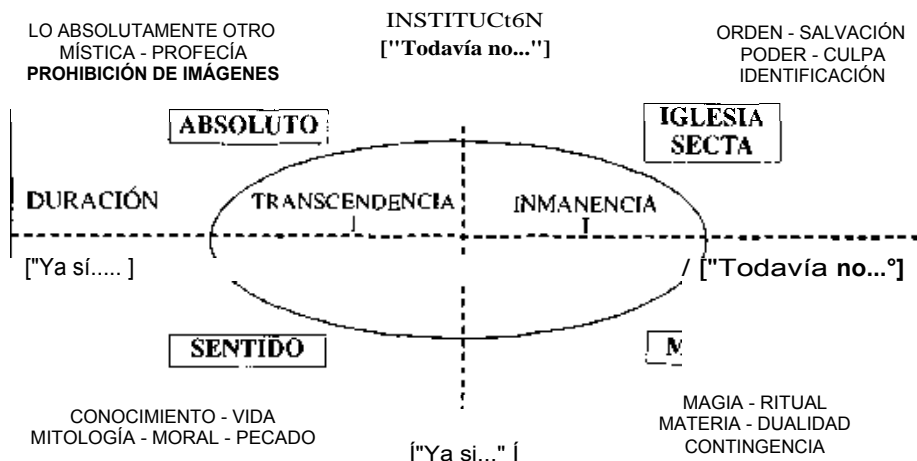 LO ABSOLUTAMENTE OTRO
MÍSTICA - PROFECÍA
PROHIBICIÓN DE IMÁGENES
INSTITUCt6N
["Todavía no..."]
ORDEN - SALVACIÓN
PODER - CULPA
IDENTIFICACIÓN
ABSOLUTO
IGLESIA
SECTA
DURACIÓN
TRANSCENDENCIA
INMANENCIA
["Ya sí..... ]
/ ["Todavía no...°]
SENTIDO
M
CONOCIMIENTO - VIDA
MITOLOGÍA - MORAL - PECADO
MAGIA - RITUAL
MATERIA - DUALIDAD
CONTINGENCIA
Í"Ya si..." Í